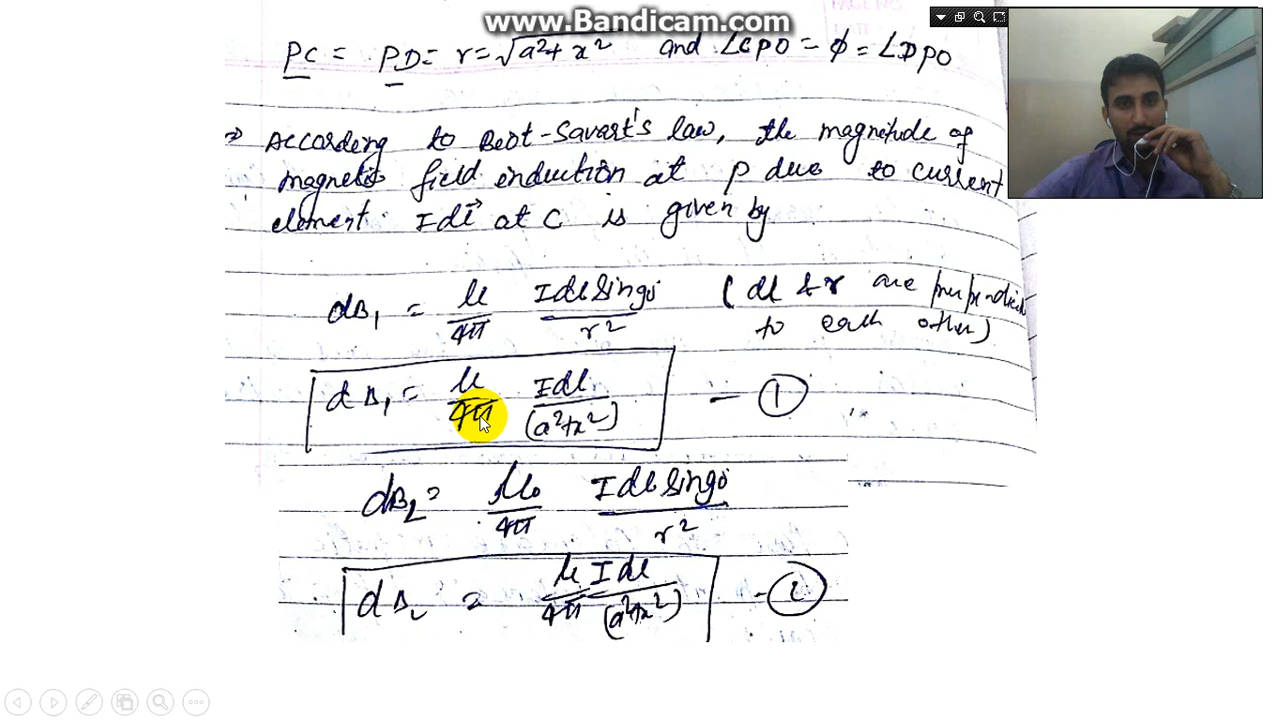 www.Bandicam.com
PC = PD = r = √a²+x² and ∠CPO = φ = ∠DPO
⇒ According to Beot-Savart's law, the magnitude of
magnetic field induction at P due to current
element Idl⃗ at C is given by
dB₁ = μ/4π Idl Sin90/r² (dl & r are perpendicular
to each other)
dB₁ = μ/4π Idl/(a²+x²) - ①
dB₂ = μ₀/4π Idl Sin90/r²
dB₂ = μ/4π Idl/(a²+x²) - ②